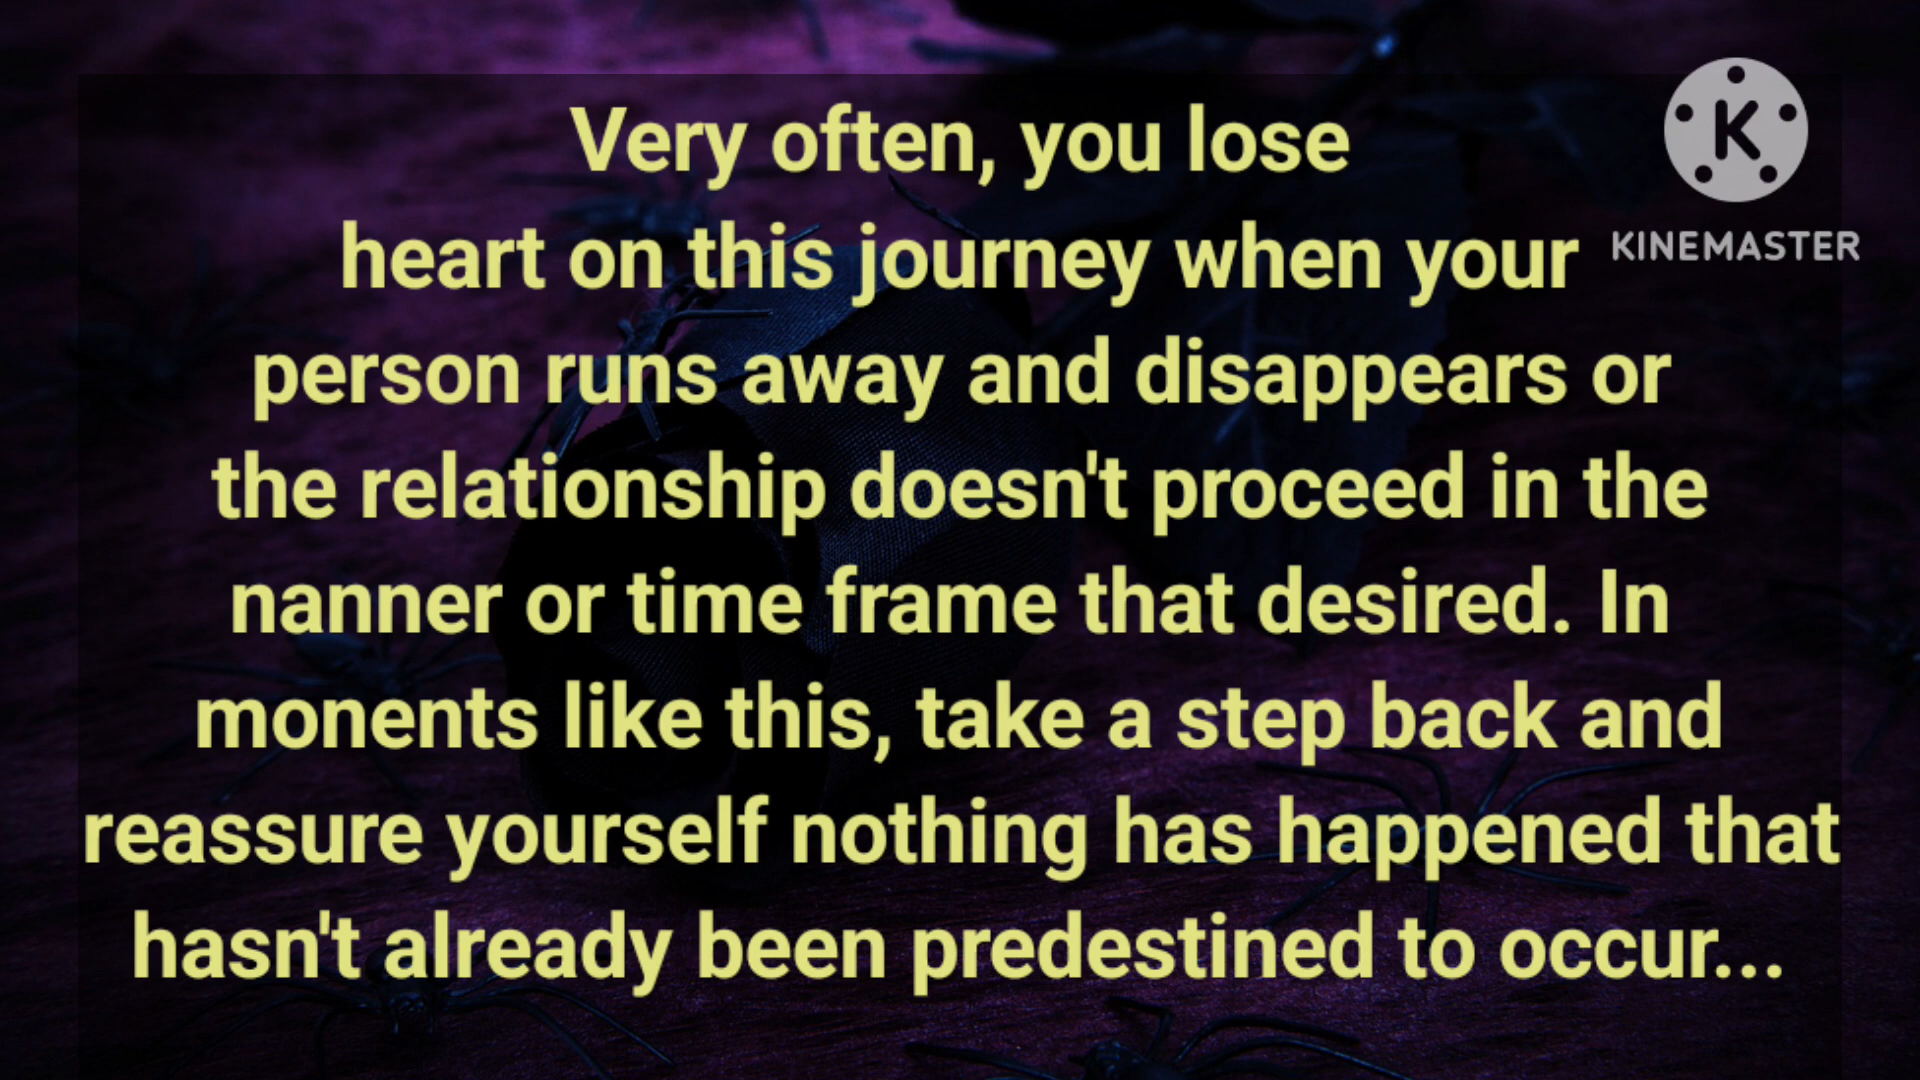 Very often, you lose
heart on this journey when your
person runs away and disappears or
the relationship doesn't proceed in the
nanner or time frame that desired. In
monents like this, take a step back and
reassure yourself nothing has happened that
hasn't already been predestined to occur...
K
KINEMASTER